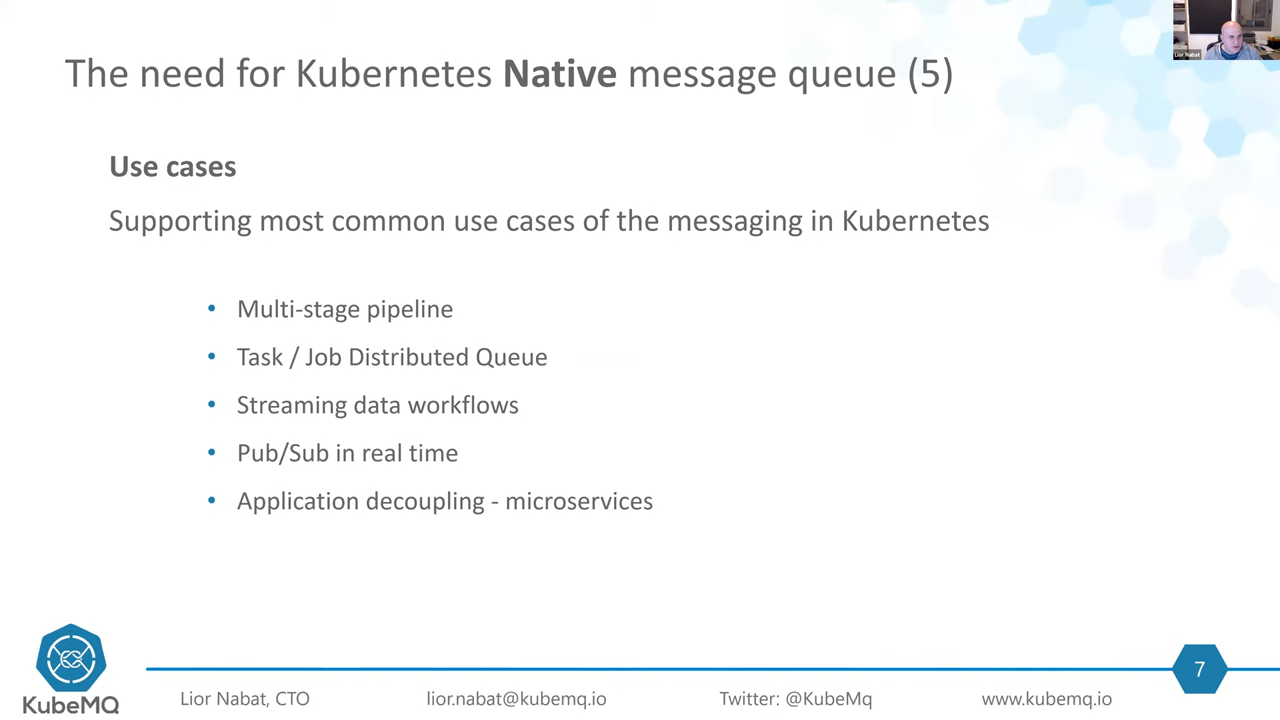 Lior Nabat
The need for Kubernetes Native message queue (5)
Use cases
Supporting most common use cases of the messaging in Kubernetes
• Multi-stage pipeline
• Task / Job Distributed Queue
• Streaming data workflows
• Pub/Sub in real time
• Application decoupling - microservices
7
KubeMQ
Lior Nabat, CTO lior.nabat@kubemq.io Twitter: @KubeMq www.kubemq.io